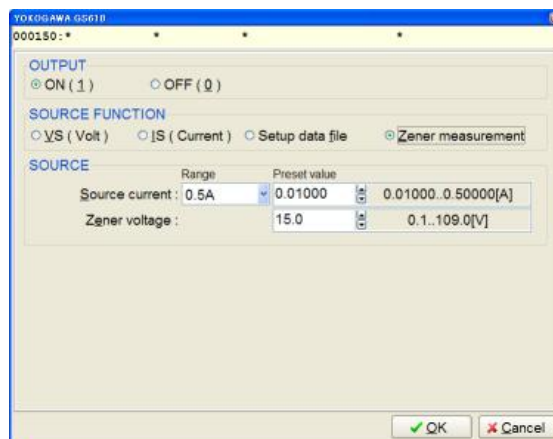 YOKOGAWA GS610
000150:* * * *
OUTPUT
ON ( 1 ) OFF ( 0 )
SOURCE FUNCTION
VS ( Volt ) IS ( Current ) Setup data file Zener measurement
SOURCE
Range Preset value
Source current : 0.5A 0.01000 0.01000..0.50000[A]
Zener voltage : 15.0 0.1..109.0[V]
OK Cancel